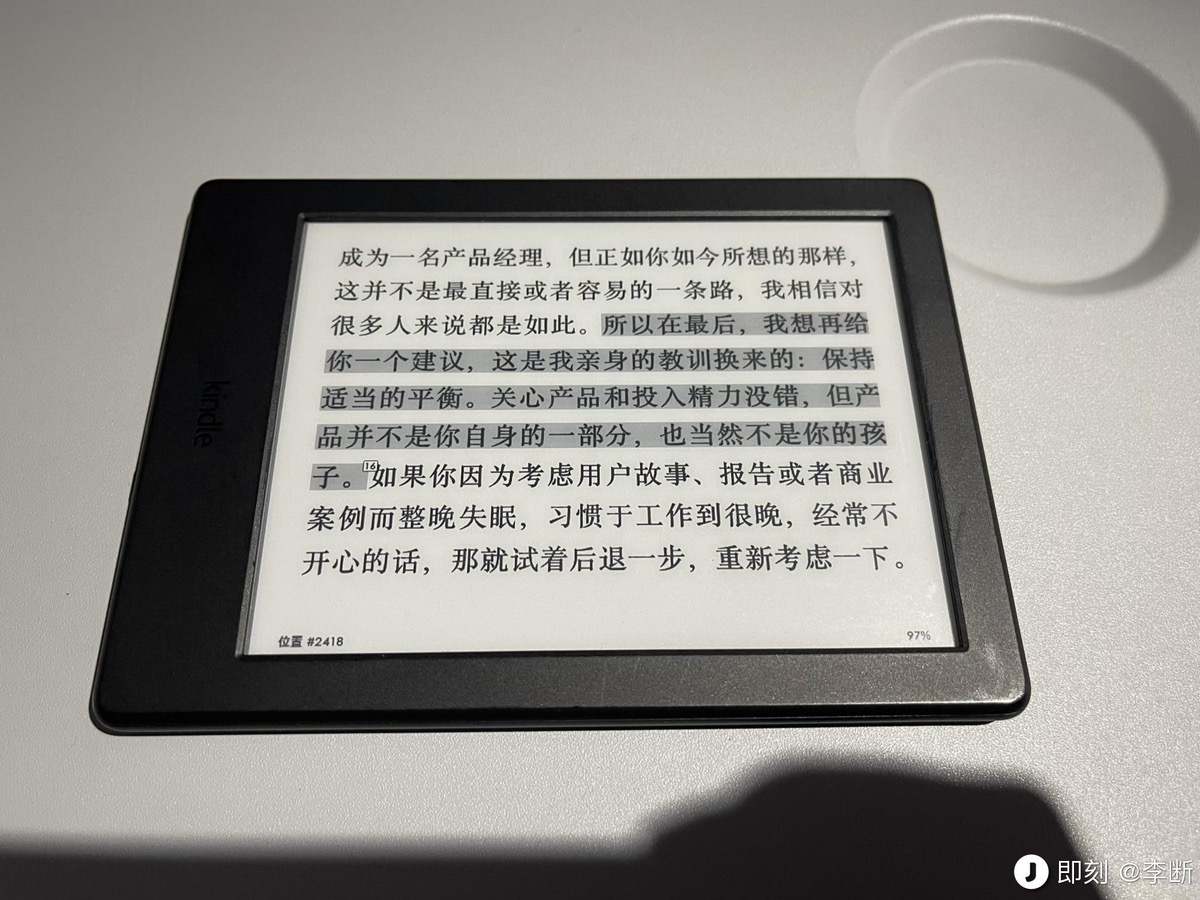 成为一名产品经理，但正如你如今所想的那样，
这并不是最直接或者容易的一条路，我相信对
很多人来说都是如此。所以在最后，我想再给
你一个建议，这是我亲身的教训换来的：保持
适当的平衡。关心产品和投入精力没错，但产
品并不是你自身的一部分，也当然不是你的孩
子。16如果你因为考虑用户故事、报告或者商业
案例而整晚失眠，习惯于工作到很晚，经常不
开心的话，那就试着后退一步，重新考虑一下。
位置 #2418
97%
kindle
即刻 @李断